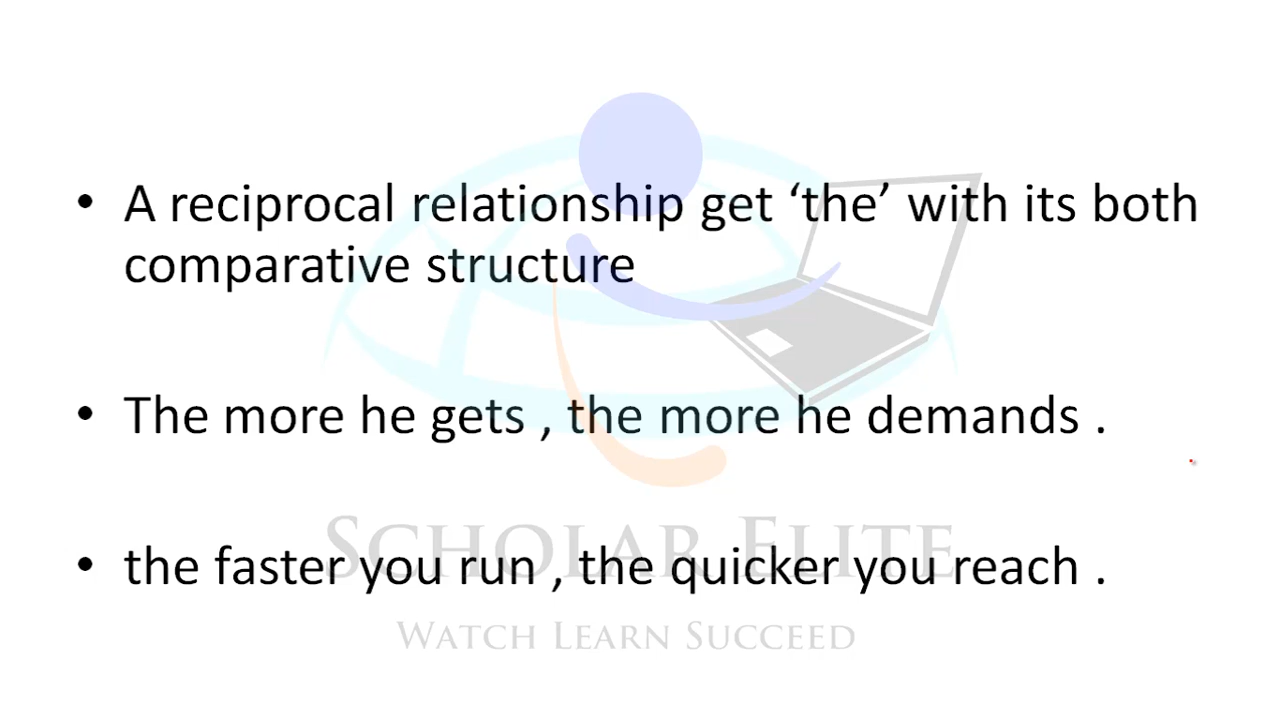 • A reciprocal relationship get ‘the’ with its both
comparative structure
• The more he gets , the more he demands .
• the faster you run , the quicker you reach .
SCHOLAR ELITE
WATCH LEARN SUCCEED